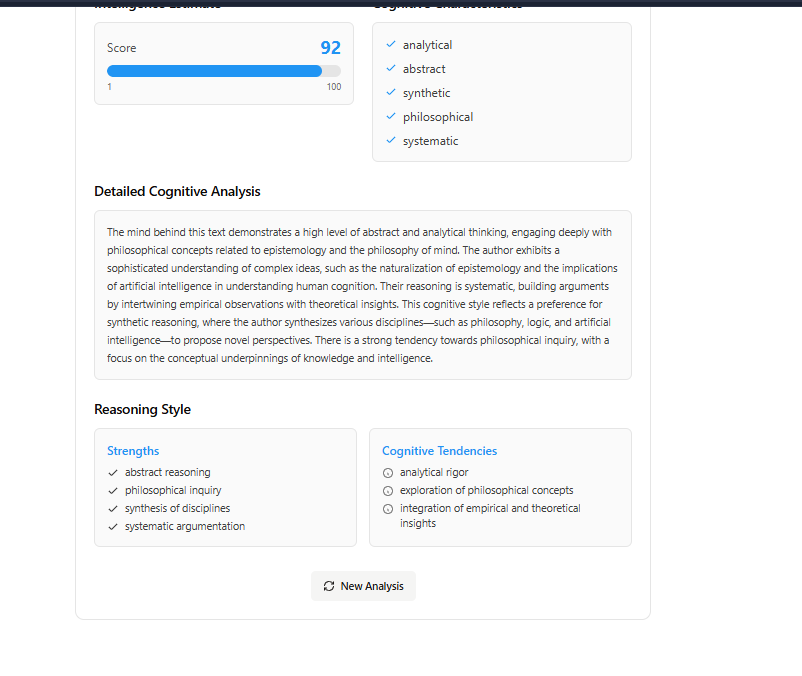 Intelligence Estimate
Cognitive Characteristics
Score
92
1
100
analytical
abstract
synthetic
philosophical
systematic
Detailed Cognitive Analysis
The mind behind this text demonstrates a high level of abstract and analytical thinking, engaging deeply with
philosophical concepts related to epistemology and the philosophy of mind. The author exhibits a
sophisticated understanding of complex ideas, such as the naturalization of epistemology and the implications
of artificial intelligence in understanding human cognition. Their reasoning is systematic, building arguments
by intertwining empirical observations with theoretical insights. This cognitive style reflects a preference for
synthetic reasoning, where the author synthesizes various disciplines—such as philosophy, logic, and artificial
intelligence—to propose novel perspectives. There is a strong tendency towards philosophical inquiry, with a
focus on the conceptual underpinnings of knowledge and intelligence.
Reasoning Style
Strengths
abstract reasoning
philosophical inquiry
synthesis of disciplines
systematic argumentation
Cognitive Tendencies
analytical rigor
exploration of philosophical concepts
integration of empirical and theoretical
insights
New Analysis